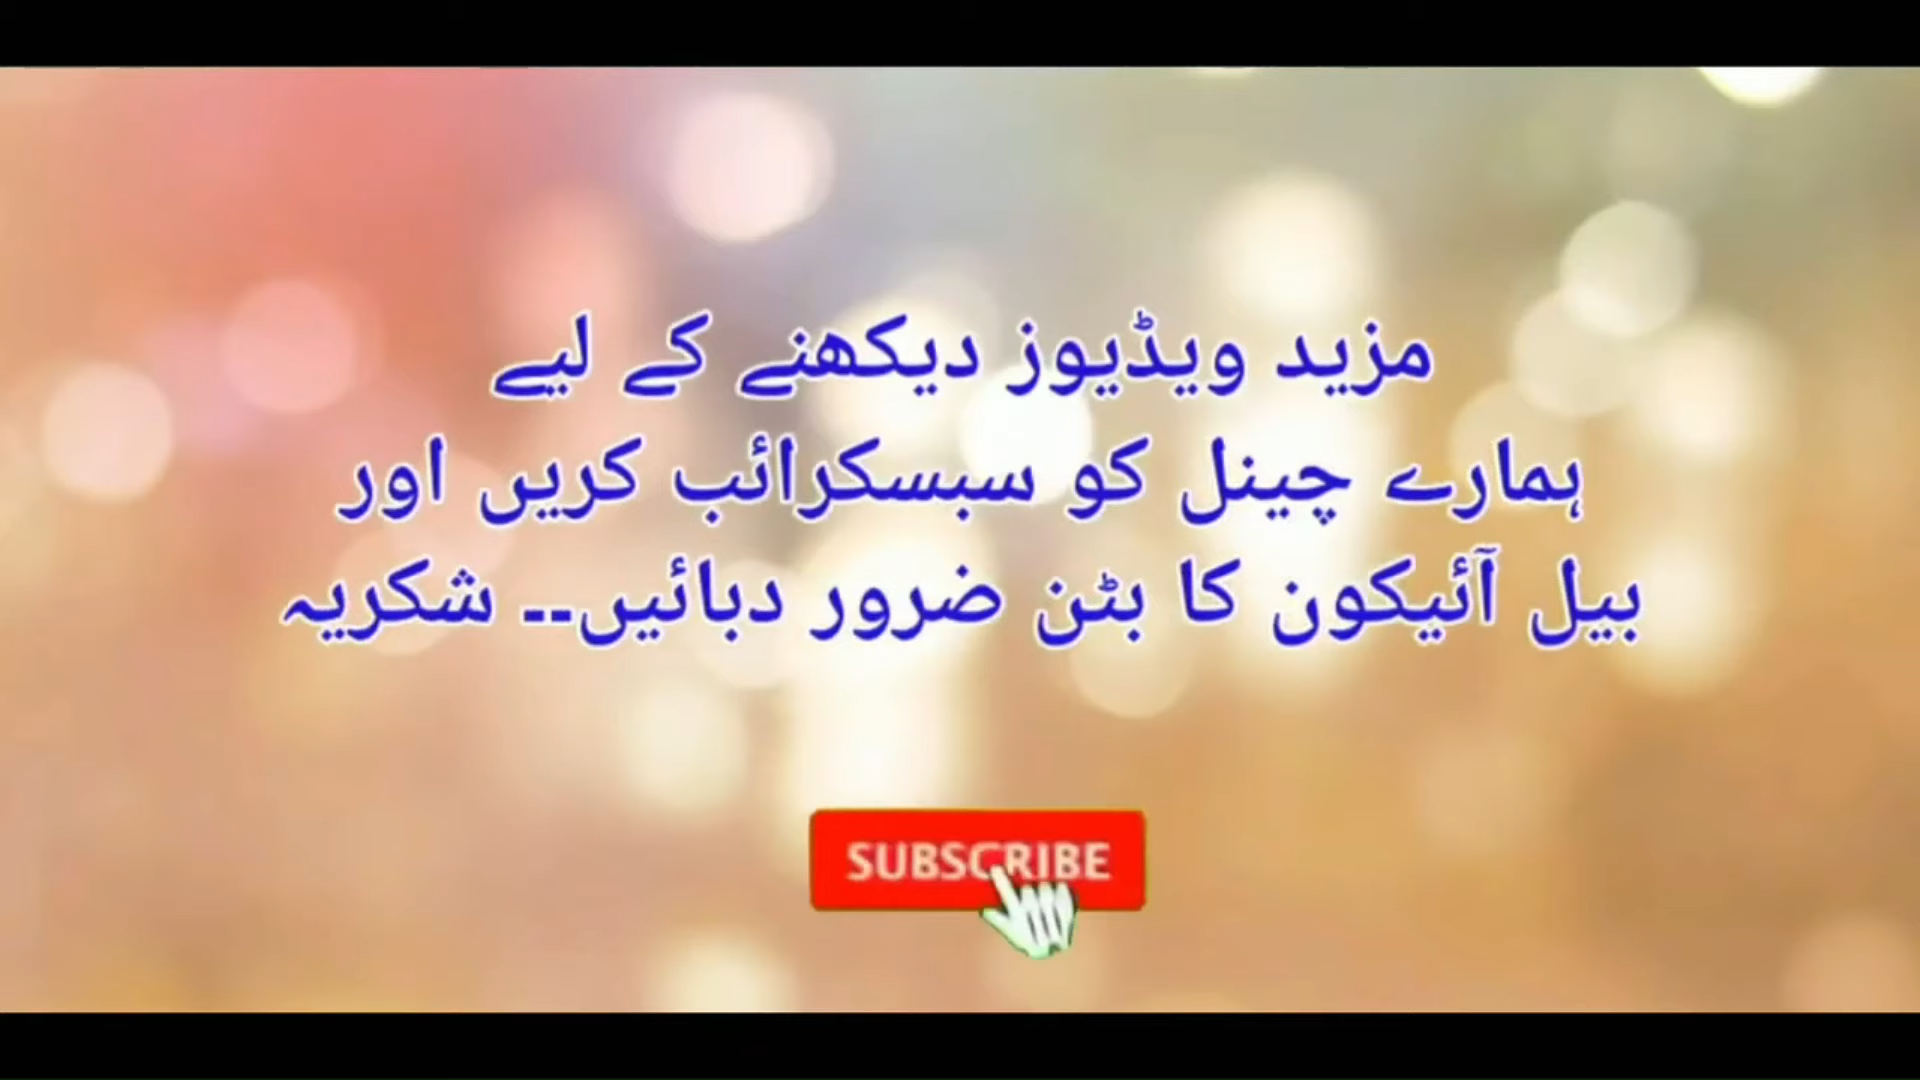 مزید ویڈیوز دیکھنے کے لیے
ہمارے چینل کو سبسکرائب کریں اور
بیل آئیکون کا بٹن ضرور دبائیں-- شکریہ
SUBSCRIBE